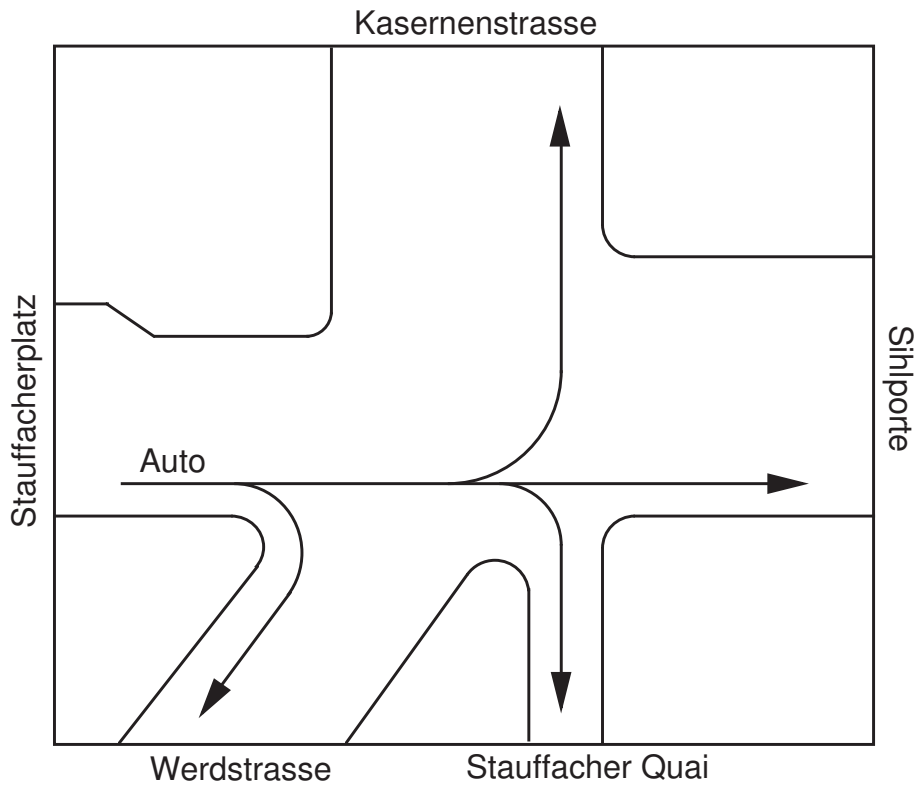 Kasernenstrasse
Stauffacherplatz
Sihlporte
Auto
Werdstrasse
Stauffacher Quai